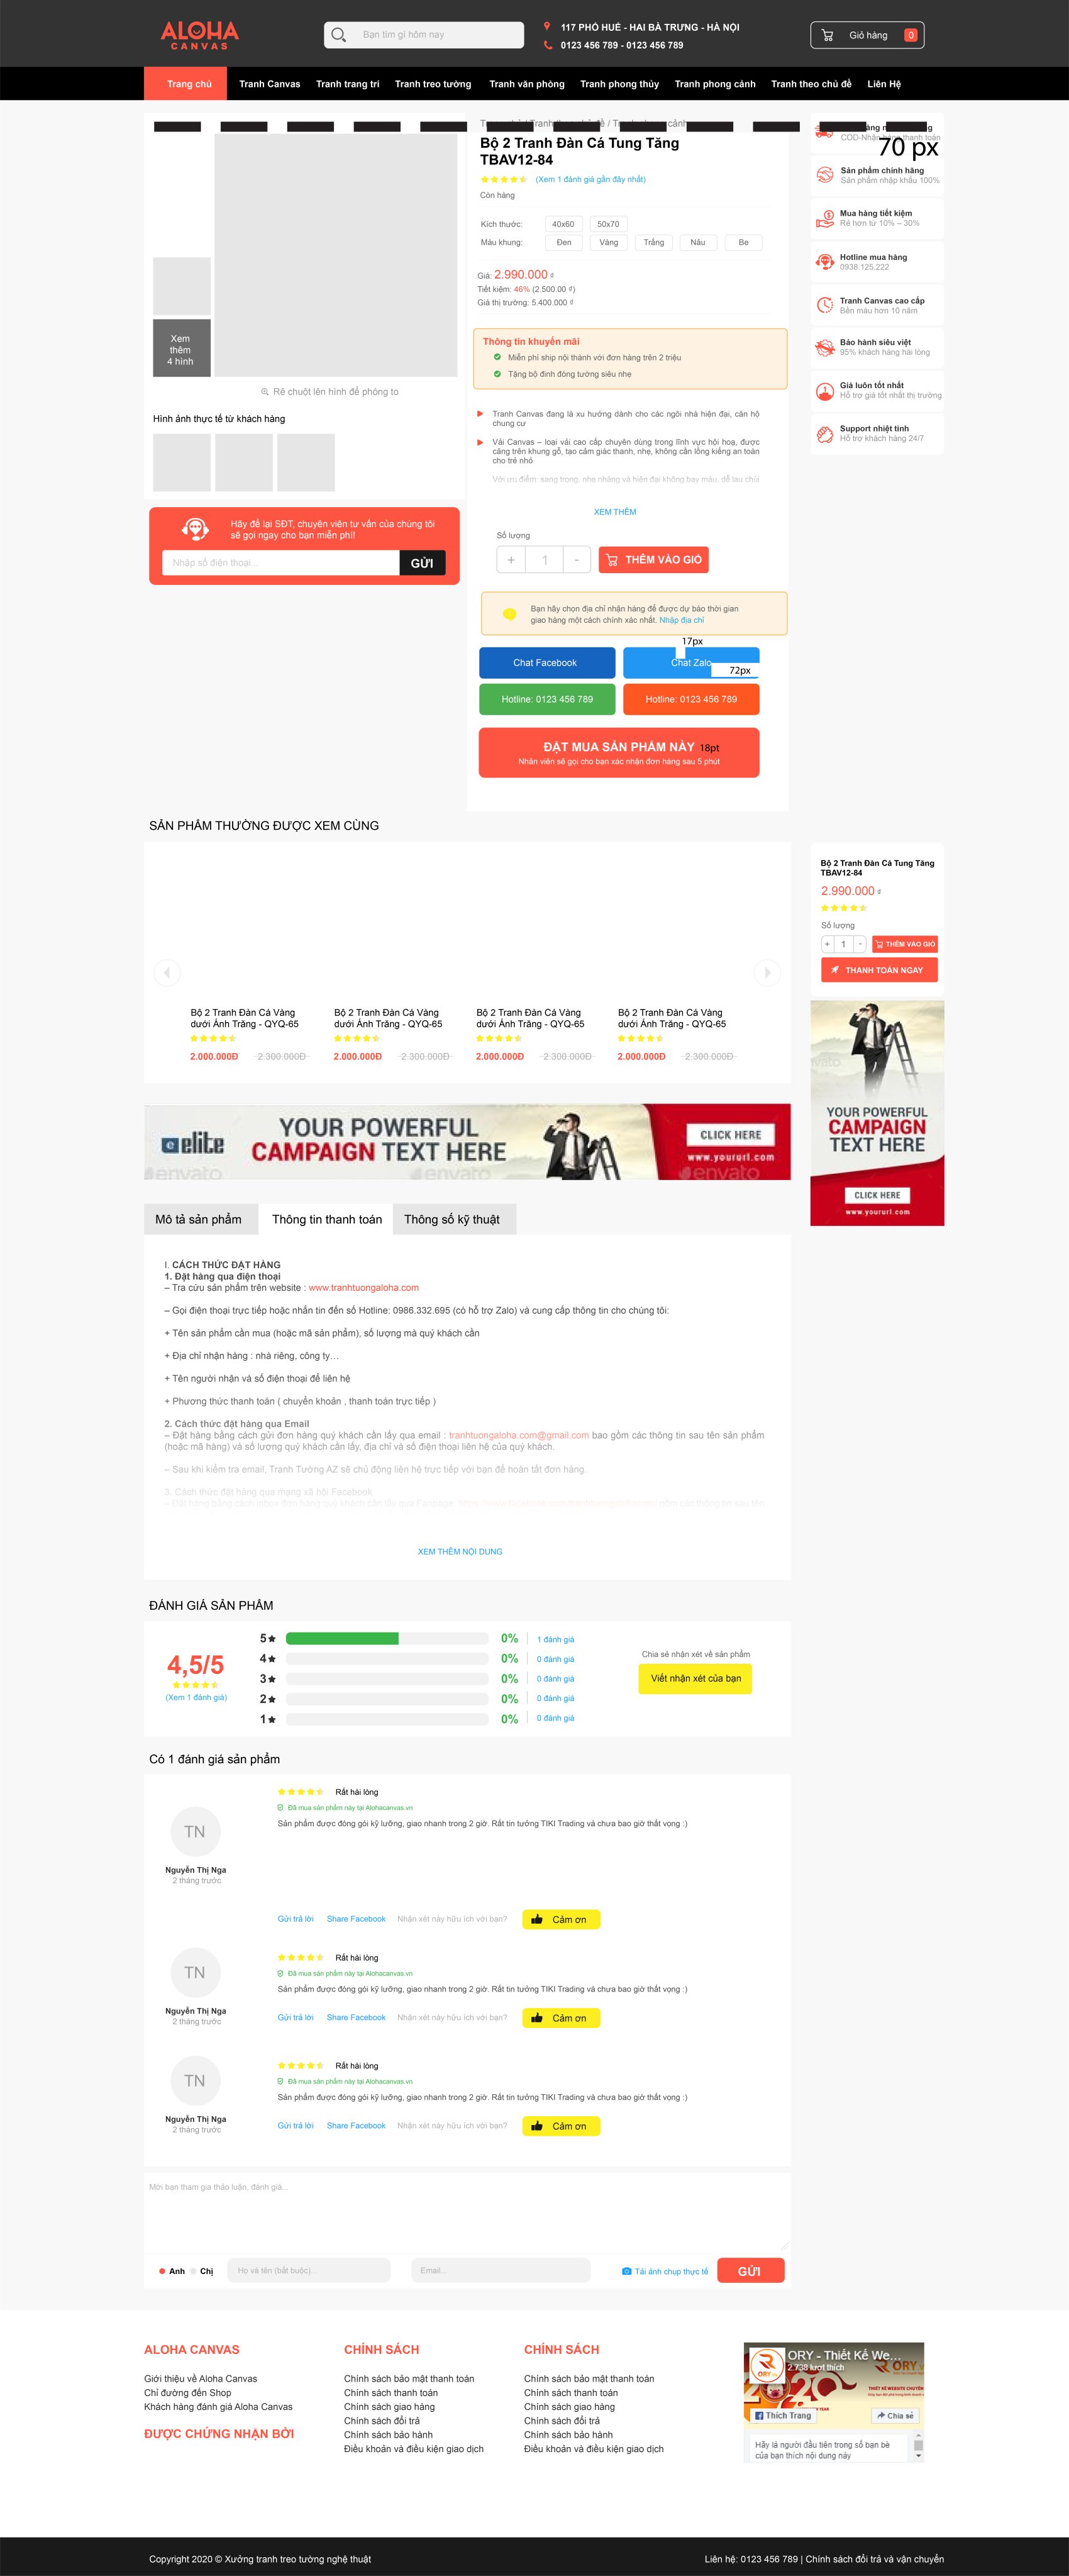 ALOHA
CANVAS
Bạn tìm gì hôm nay
117 PHỐ HUẾ - HAI BÀ TRƯNG - HÀ NỘI
0123 456 789 - 0123 456 789
Giỏ hàng 0
Trang chủ
Tranh Canvas
Tranh trang trí
Tranh treo tường
Tranh văn phòng
Tranh phong thủy
Tranh phong cảnh
Tranh theo chủ đề
Liên Hệ
Xem
thêm
4 hình
Rê chuột lên hình để phóng to
Hình ảnh thực tế từ khách hàng
Hãy để lại SĐT, chuyên viên tư vấn của chúng tôi
sẽ gọi ngay cho bạn miễn phí!
Nhập số điện thoại...
GỬI
Bộ 2 Tranh Đàn Cá Tung Tăng
TBAV12-84
(Xem 1 đánh giá gần đây nhất)
Còn hàng
Kích thước: 40x60 50x70
Màu khung: Đen Vàng Trắng Nâu Be
Giá: 2.990.000 ₫
Tiết kiệm: 46% (2.500.00 ₫)
Giá thị trường: 5.400.000 ₫
Thông tin khuyến mãi
Miễn phí ship nội thành với đơn hàng trên 2 triệu
Tặng bộ đinh đóng tường siêu nhẹ
Tranh Canvas đang là xu hướng dành cho các ngôi nhà hiện đại, căn hộ
chung cư
Vải Canvas – loại vải cao cấp chuyên dùng trong lĩnh vực hội hoạ, được
căng trên khung gỗ, tạo cảm giác thanh, nhẹ, không cần lồng kiếng an toàn
cho trẻ nhỏ
Với ưu điểm: sang trọng, nhẹ nhàng và hiện đại không bay màu, dễ lau chùi
XEM THÊM
Số lượng
+ 1 -
THÊM VÀO GIỎ
Bạn hãy chọn địa chỉ nhận hàng để được dự báo thời gian
giao hàng một cách chính xác nhất. Nhập địa chỉ
17px
Chat Facebook
Chat Zalo
72px
Hotline: 0123 456 789
Hotline: 0123 456 789
ĐẶT MUA SẢN PHẨM NÀY 18pt
Nhân viên sẽ gọi cho bạn xác nhận đơn hàng sau 5 phút
COD-Nhận hàng thanh toán
70 px
Sản phẩm chính hãng
Sản phẩm nhập khẩu 100%
Mua hàng tiết kiệm
Rẻ hơn từ 10% – 30%
Hotline mua hàng
0938.125.222
Tranh Canvas cao cấp
Bền màu hơn 10 năm
Bảo hành siêu việt
95% khách hàng hài lòng
Giá luôn tốt nhất
Hỗ trợ giá tốt nhất thị trường
Support nhiệt tình
Hỗ trợ khách hàng 24/7
SẢN PHẨM THƯỜNG ĐƯỢC XEM CÙNG
Bộ 2 Tranh Đàn Cá Vàng
dưới Ánh Trăng - QYQ-65
2.000.000Đ 2.300.000Đ
Bộ 2 Tranh Đàn Cá Vàng
dưới Ánh Trăng - QYQ-65
2.000.000Đ 2.300.000Đ
Bộ 2 Tranh Đàn Cá Vàng
dưới Ánh Trăng - QYQ-65
2.000.000Đ 2.300.000Đ
Bộ 2 Tranh Đàn Cá Vàng
dưới Ánh Trăng - QYQ-65
2.000.000Đ 2.300.000Đ
Bộ 2 Tranh Đàn Cá Tung Tăng
TBAV12-84
2.990.000 ₫
Số lượng
+ 1 -
THÊM VÀO GIỎ
THANH TOÁN NGAY
elite
YOUR POWERFUL
CAMPAIGN TEXT HERE
CLICK HERE
www.yoururl.com
envato
envato
YOUR POWERFUL
CAMPAIGN
TEXT HERE
CLICK HERE
www.yoururl.com
Mô tả sản phẩm
Thông tin thanh toán
Thông số kỹ thuật
I. CÁCH THỨC ĐẶT HÀNG
1. Đặt hàng qua điện thoại
– Tra cứu sản phẩm trên website : www.tranhtuongaloha.com
– Gọi điện thoại trực tiếp hoặc nhắn tin đến số Hotline: 0986.332.695 (có hỗ trợ Zalo) và cung cấp thông tin cho chúng tôi:
+ Tên sản phẩm cần mua (hoặc mã sản phẩm), số lượng mà quý khách cần
+ Địa chỉ nhận hàng : nhà riêng, công ty…
+ Tên người nhận và số điện thoại để liên hệ
+ Phương thức thanh toán ( chuyển khoản , thanh toán trực tiếp )
2. Cách thức đặt hàng qua Email
– Đặt hàng bằng cách gửi đơn hàng quý khách cần lấy qua email : tranhtuongaloha.com@gmail.com bao gồm các thông tin sau tên sản phẩm
(hoặc mã hàng) và số lượng quý khách cần lấy, địa chỉ và số điện thoại liên hệ của quý khách.
– Sau khi kiểm tra email, Tranh Tường AZ sẽ chủ động liên hệ trực tiếp với bạn để hoàn tất đơn hàng.
3. Cách thức đặt hàng qua mạng xã hội Facebook
XEM THÊM NỘI DUNG
ĐÁNH GIÁ SẢN PHẨM
4,5/5
(Xem 1 đánh giá)
5 0% 1 đánh giá
4 0% 0 đánh giá
3 0% 0 đánh giá
2 0% 0 đánh giá
1 0% 0 đánh giá
Chia sẻ nhận xét về sản phẩm
Viết nhận xét của bạn
Có 1 đánh giá sản phẩm
TN
Nguyễn Thị Nga
2 tháng trước
Rất hài lòng
Đã mua sản phẩm này tại Alohacanvas.vn
Sản phẩm được đóng gói kỹ lưỡng, giao nhanh trong 2 giờ. Rất tin tưởng TIKI Trading và chưa bao giờ thất vọng :)
Gửi trả lời Share Facebook Nhận xét này hữu ích với bạn? Cảm ơn
TN
Nguyễn Thị Nga
2 tháng trước
Rất hài lòng
Đã mua sản phẩm này tại Alohacanvas.vn
Sản phẩm được đóng gói kỹ lưỡng, giao nhanh trong 2 giờ. Rất tin tưởng TIKI Trading và chưa bao giờ thất vọng :)
Gửi trả lời Share Facebook Nhận xét này hữu ích với bạn? Cảm ơn
TN
Nguyễn Thị Nga
2 tháng trước
Rất hài lòng
Đã mua sản phẩm này tại Alohacanvas.vn
Sản phẩm được đóng gói kỹ lưỡng, giao nhanh trong 2 giờ. Rất tin tưởng TIKI Trading và chưa bao giờ thất vọng :)
Gửi trả lời Share Facebook Nhận xét này hữu ích với bạn? Cảm ơn
Mời bạn tham gia thảo luận, đánh giá...
Anh Chị Họ và tên (bắt buộc)... Email... Tải ảnh chụp thực tế GỬI
ALOHA CANVAS
Giới thiệu về Aloha Canvas
Chỉ đường đến Shop
Khách hàng đánh giá Aloha Canvas
ĐƯỢC CHỨNG NHẬN BỞI
CHÍNH SÁCH
Chính sách bảo mật thanh toán
Chính sách thanh toán
Chính sách giao hàng
Chính sách đổi trả
Chính sách bảo hành
Điều khoản và điều kiện giao dịch
CHÍNH SÁCH
Chính sách bảo mật thanh toán
Chính sách thanh toán
Chính sách giao hàng
Chính sách đổi trả
Chính sách bảo hành
Điều khoản và điều kiện giao dịch
ORY - Thiết Kế We...
2.738 lượt thích
Thích Trang
Chia sẻ
Hãy là người đầu tiên trong số bạn bè
của bạn thích nội dung này
Copyright 2020 © Xưởng tranh treo tường nghệ thuật
Liên hệ: 0123 456 789 | Chính sách đổi trả và vận chuyển